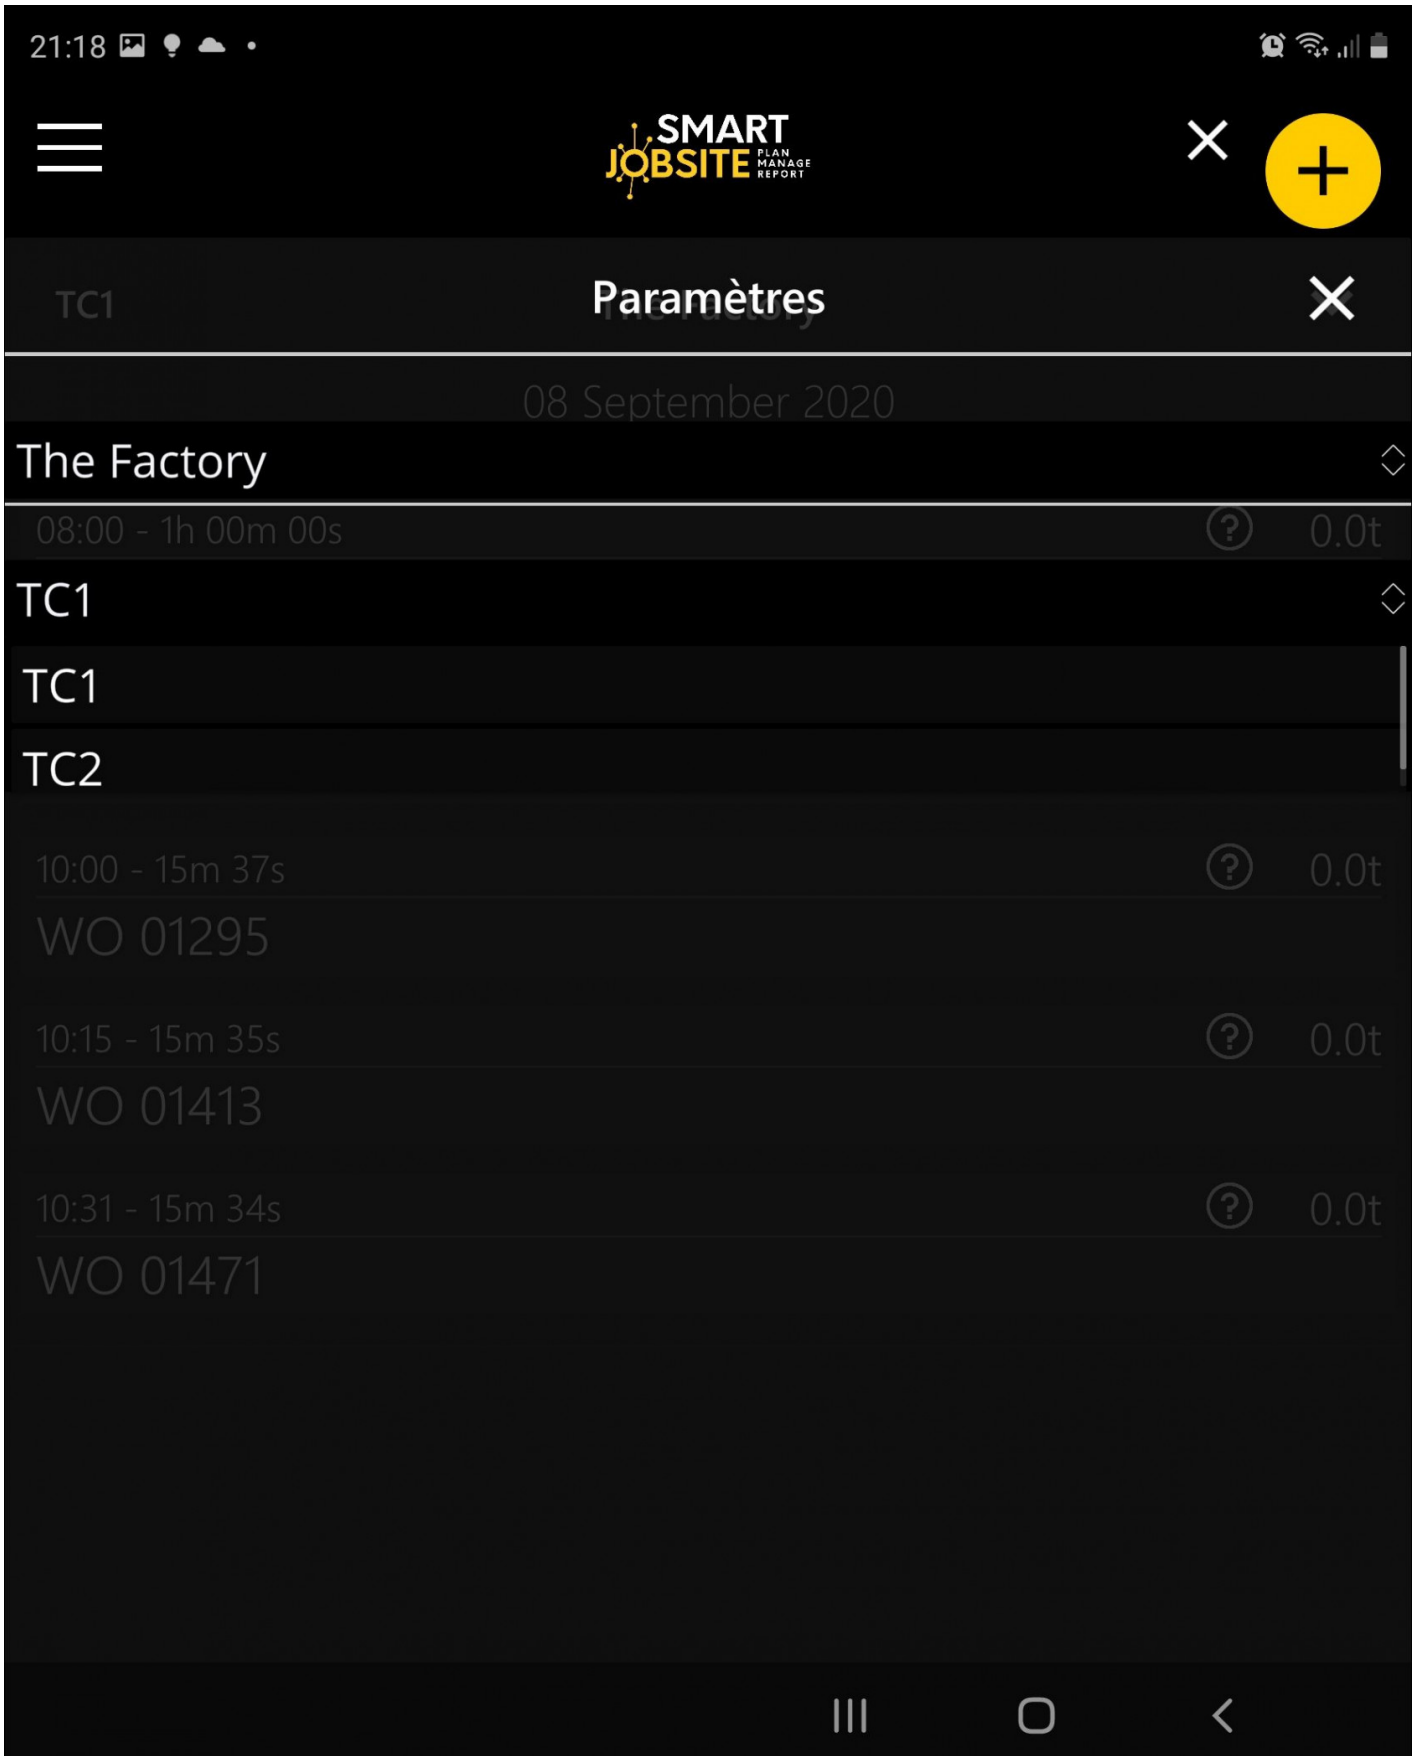 21:18
SMART
JOBSITE PLAN MANAGE REPORT
TC1 The Factory
Paramètres
08 September 2020
The Factory
08:00 - 1h 00m 00s ? 0.0t
TC1
TC1
TC2
10:00 - 15m 37s ? 0.0t
WO 01295
10:15 - 15m 35s ? 0.0t
WO 01413
10:31 - 15m 34s ? 0.0t
WO 01471